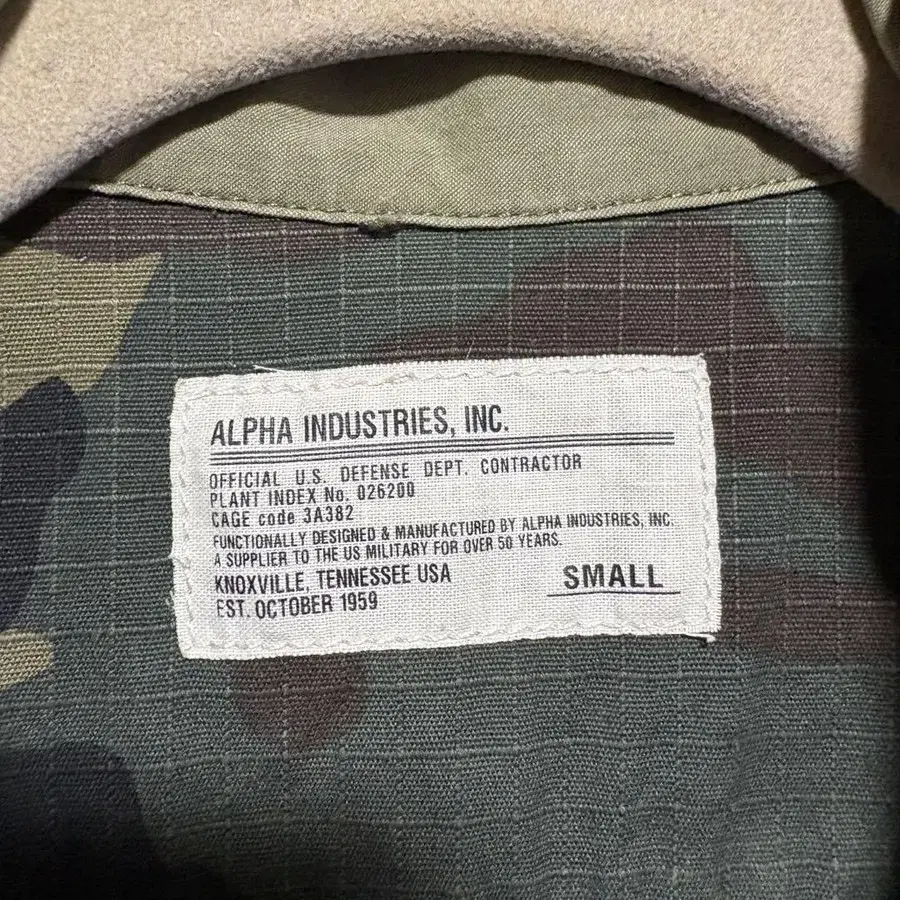 ALPHA INDUSTRIES, INC.
OFFICIAL U.S. DEFENSE DEPT. CONTRACTOR
PLANT INDEX No. 026200
CAGE code 3A382
FUNCTIONALLY DESIGNED & MANUFACTURED BY ALPHA INDUSTRIES, INC.
A SUPPLIER TO THE US MILITARY FOR OVER 50 YEARS.
KNOXVILLE, TENNESSEE USA
EST. OCTOBER 1959
SMALL